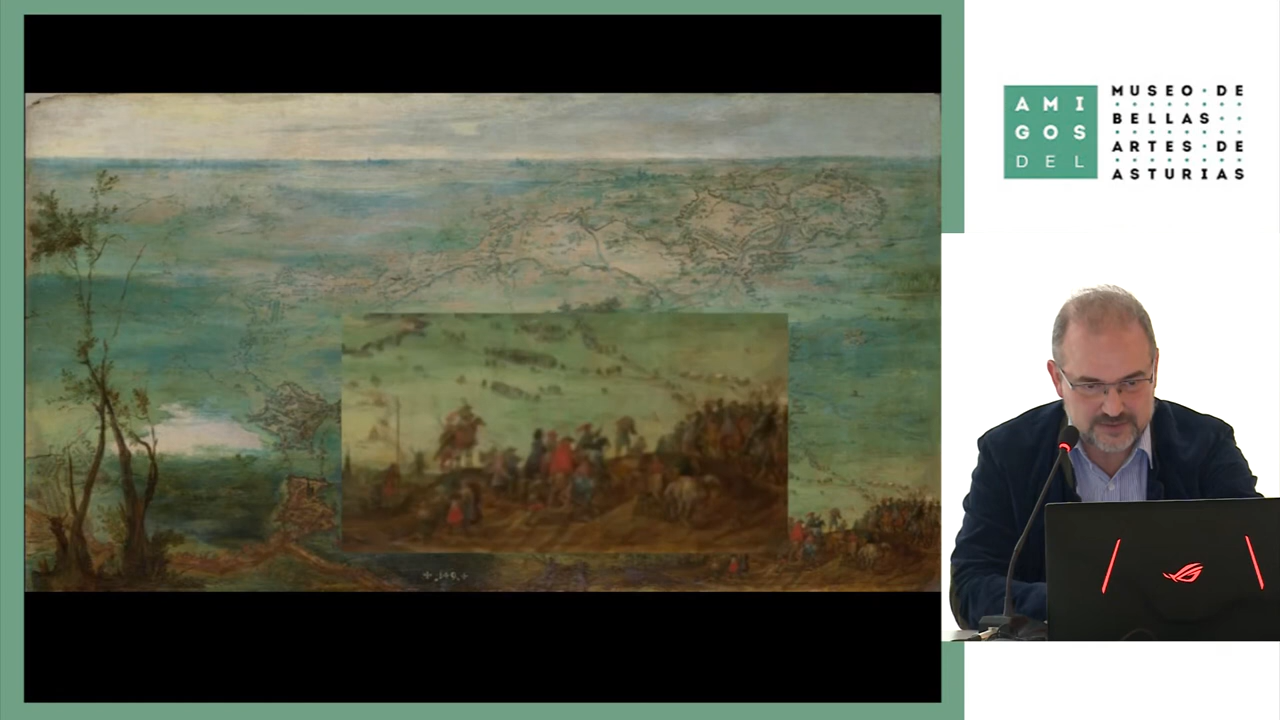 AMI
GOS
DEL
MUSEO·DE
BELLAS·
ARTES·DE
ASTURIAS